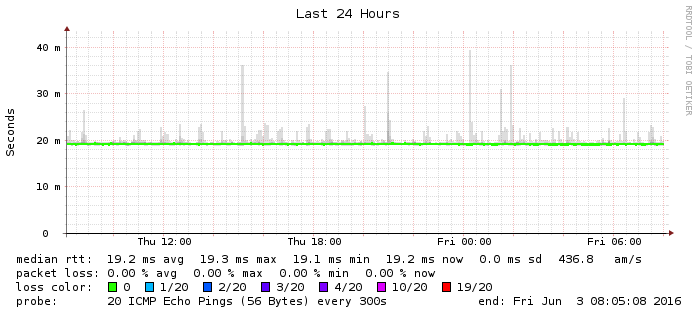 Last 24 Hours
RRDTOOL / TOBI OETIKER
Seconds
40 m
30 m
20 m
10 m
0
Thu 12:00 Thu 18:00 Fri 00:00 Fri 06:00
median rtt: 19.2 ms avg 19.3 ms max 19.1 ms min 19.2 ms now 0.0 ms sd 436.8 am/s
packet loss: 0.00 % avg 0.00 % max 0.00 % min 0.00 % now
loss color: 0 1/20 2/20 3/20 4/20 10/20 19/20
probe: 20 ICMP Echo Pings (56 Bytes) every 300s end: Fri Jun 3 08:05:08 2016